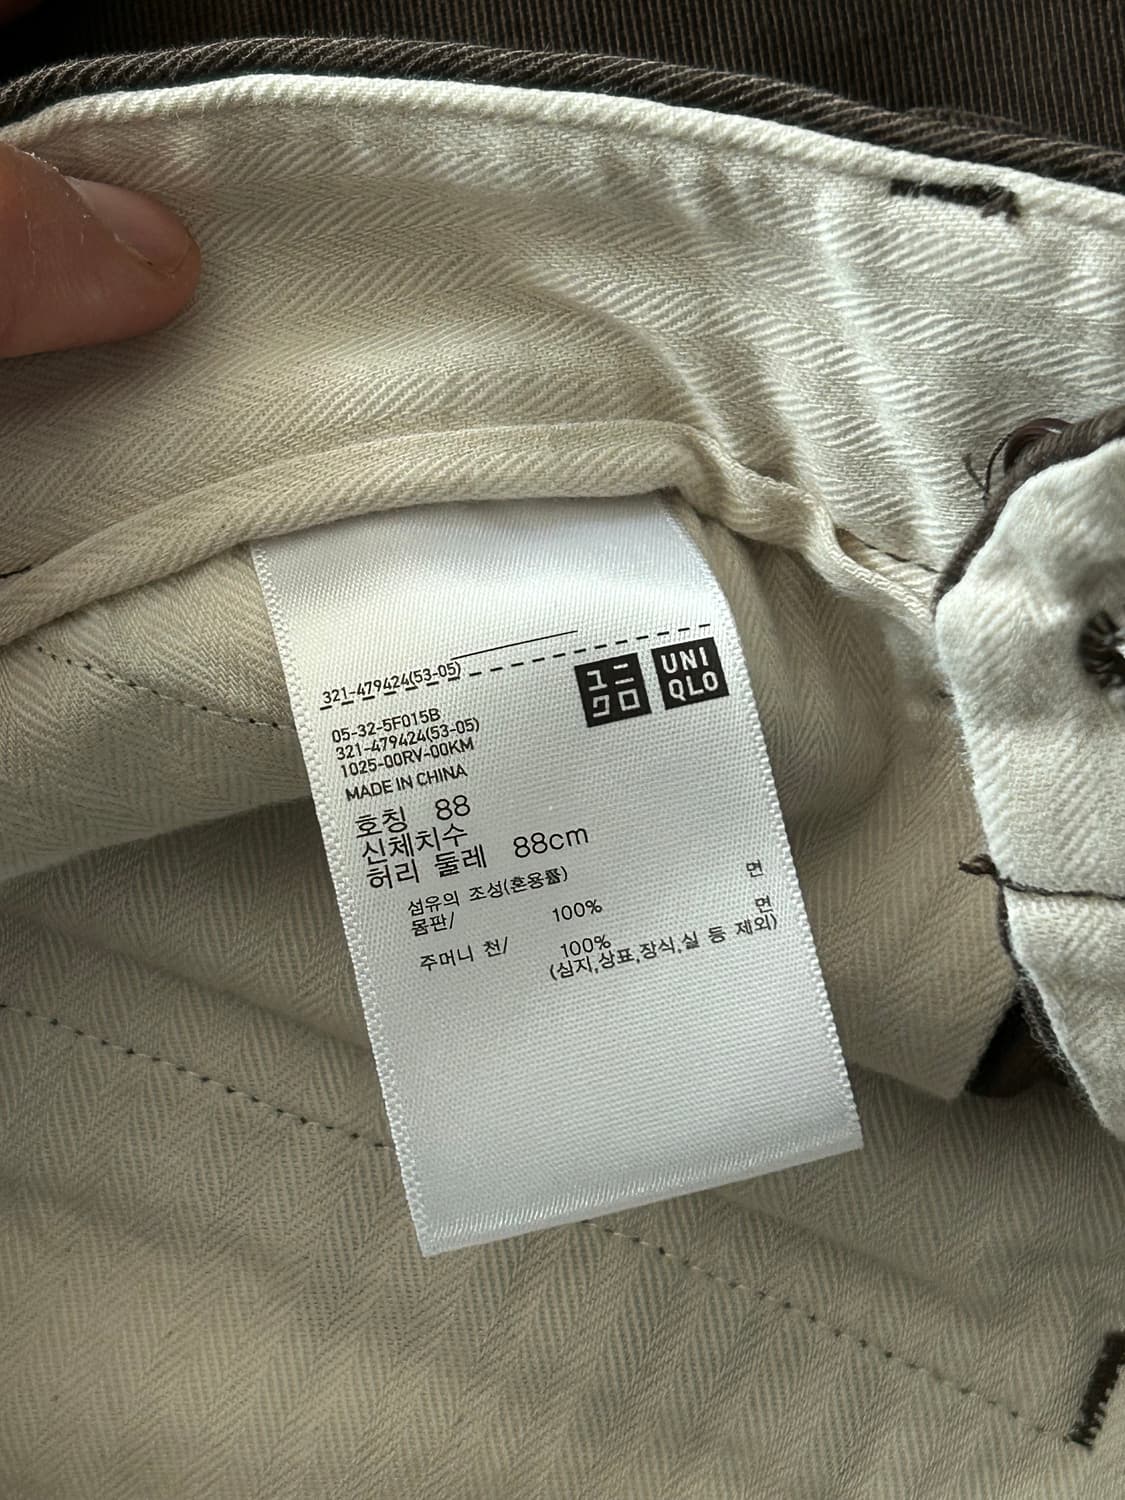 321-479424(53-05)
ユニ
クロ
UNI
QLO
05-32-5F015B
321-479424(53-05)
1025-00RV-00KM
MADE IN CHINA
호칭 88
신체치수
허리 둘레 88cm
섬유의 조성(혼용률)
몸판/ 100% 면
주머니 천/ 100% 면
(심지,상표,장식,실 등 제외)